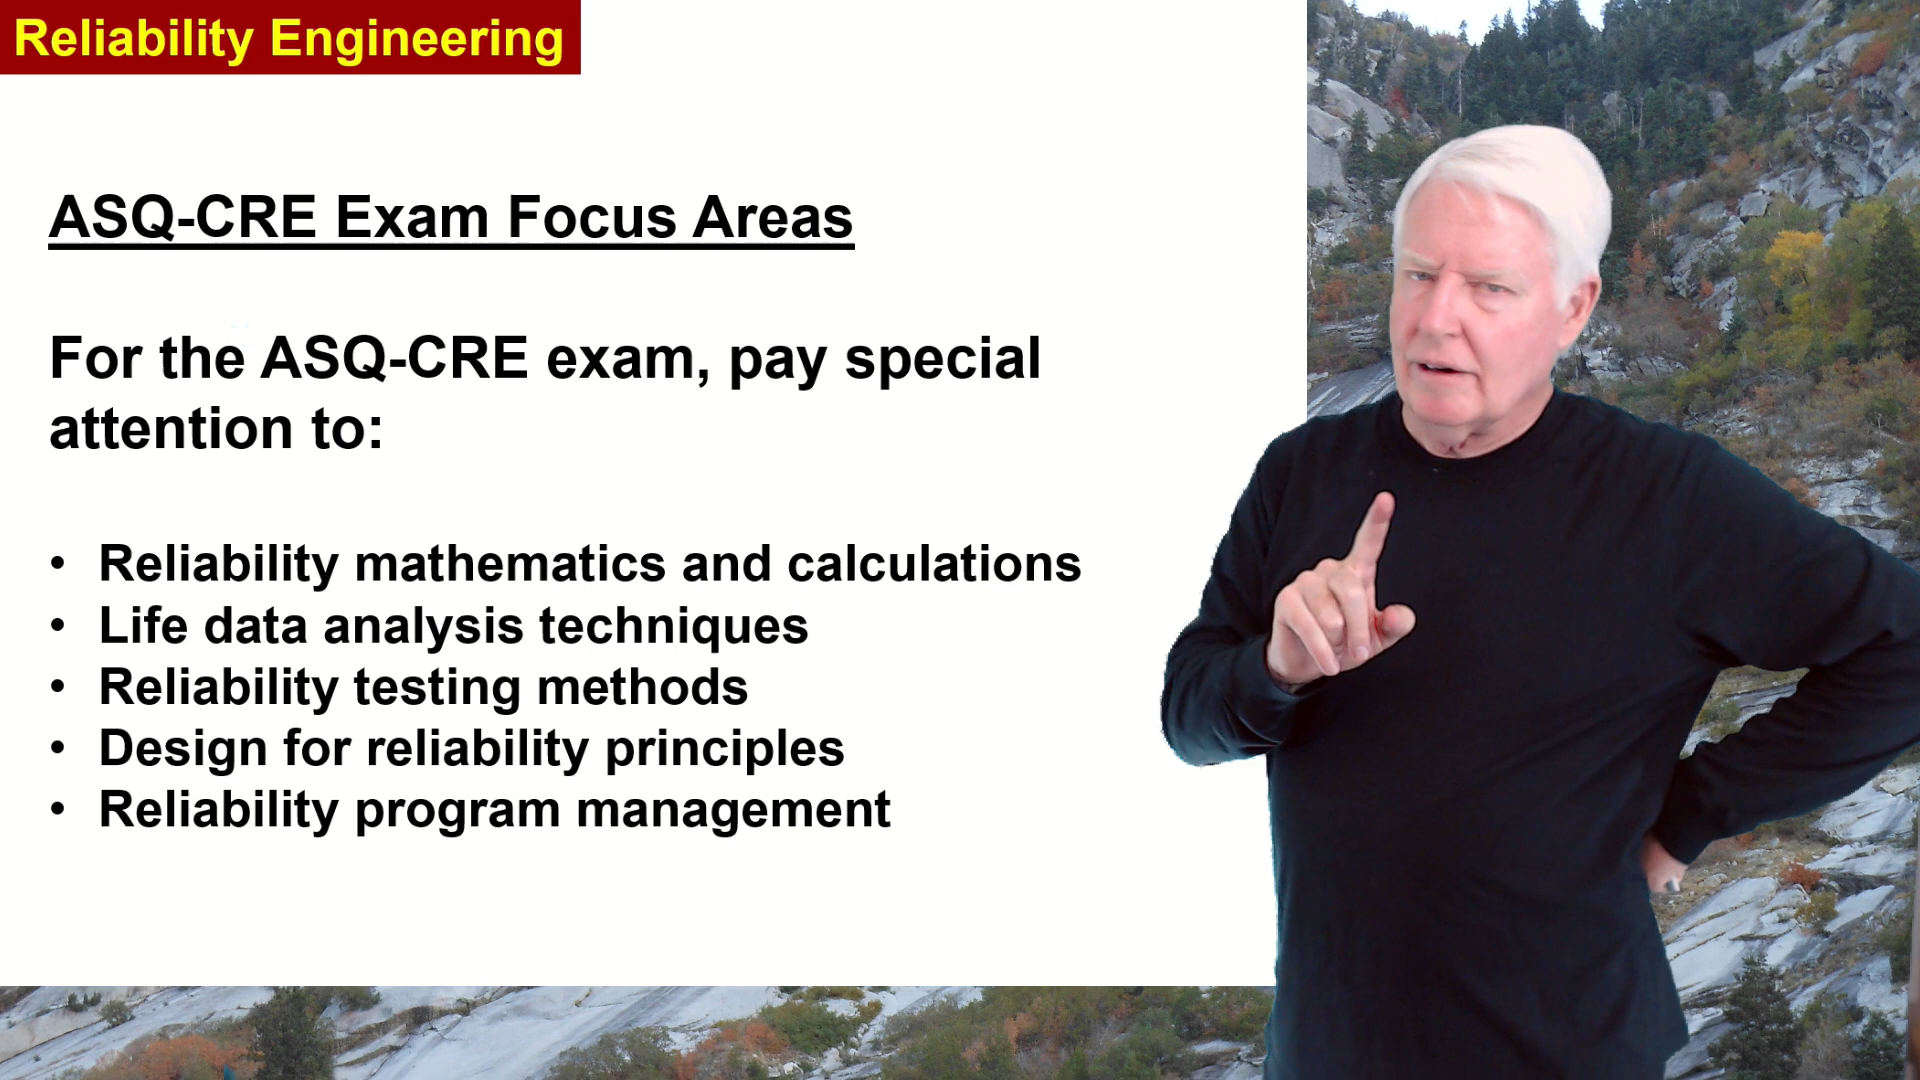 Reliability Engineering
ASQ-CRE Exam Focus Areas
For the ASQ-CRE exam, pay special
attention to:
• Reliability mathematics and calculations
• Life data analysis techniques
• Reliability testing methods
• Design for reliability principles
• Reliability program management